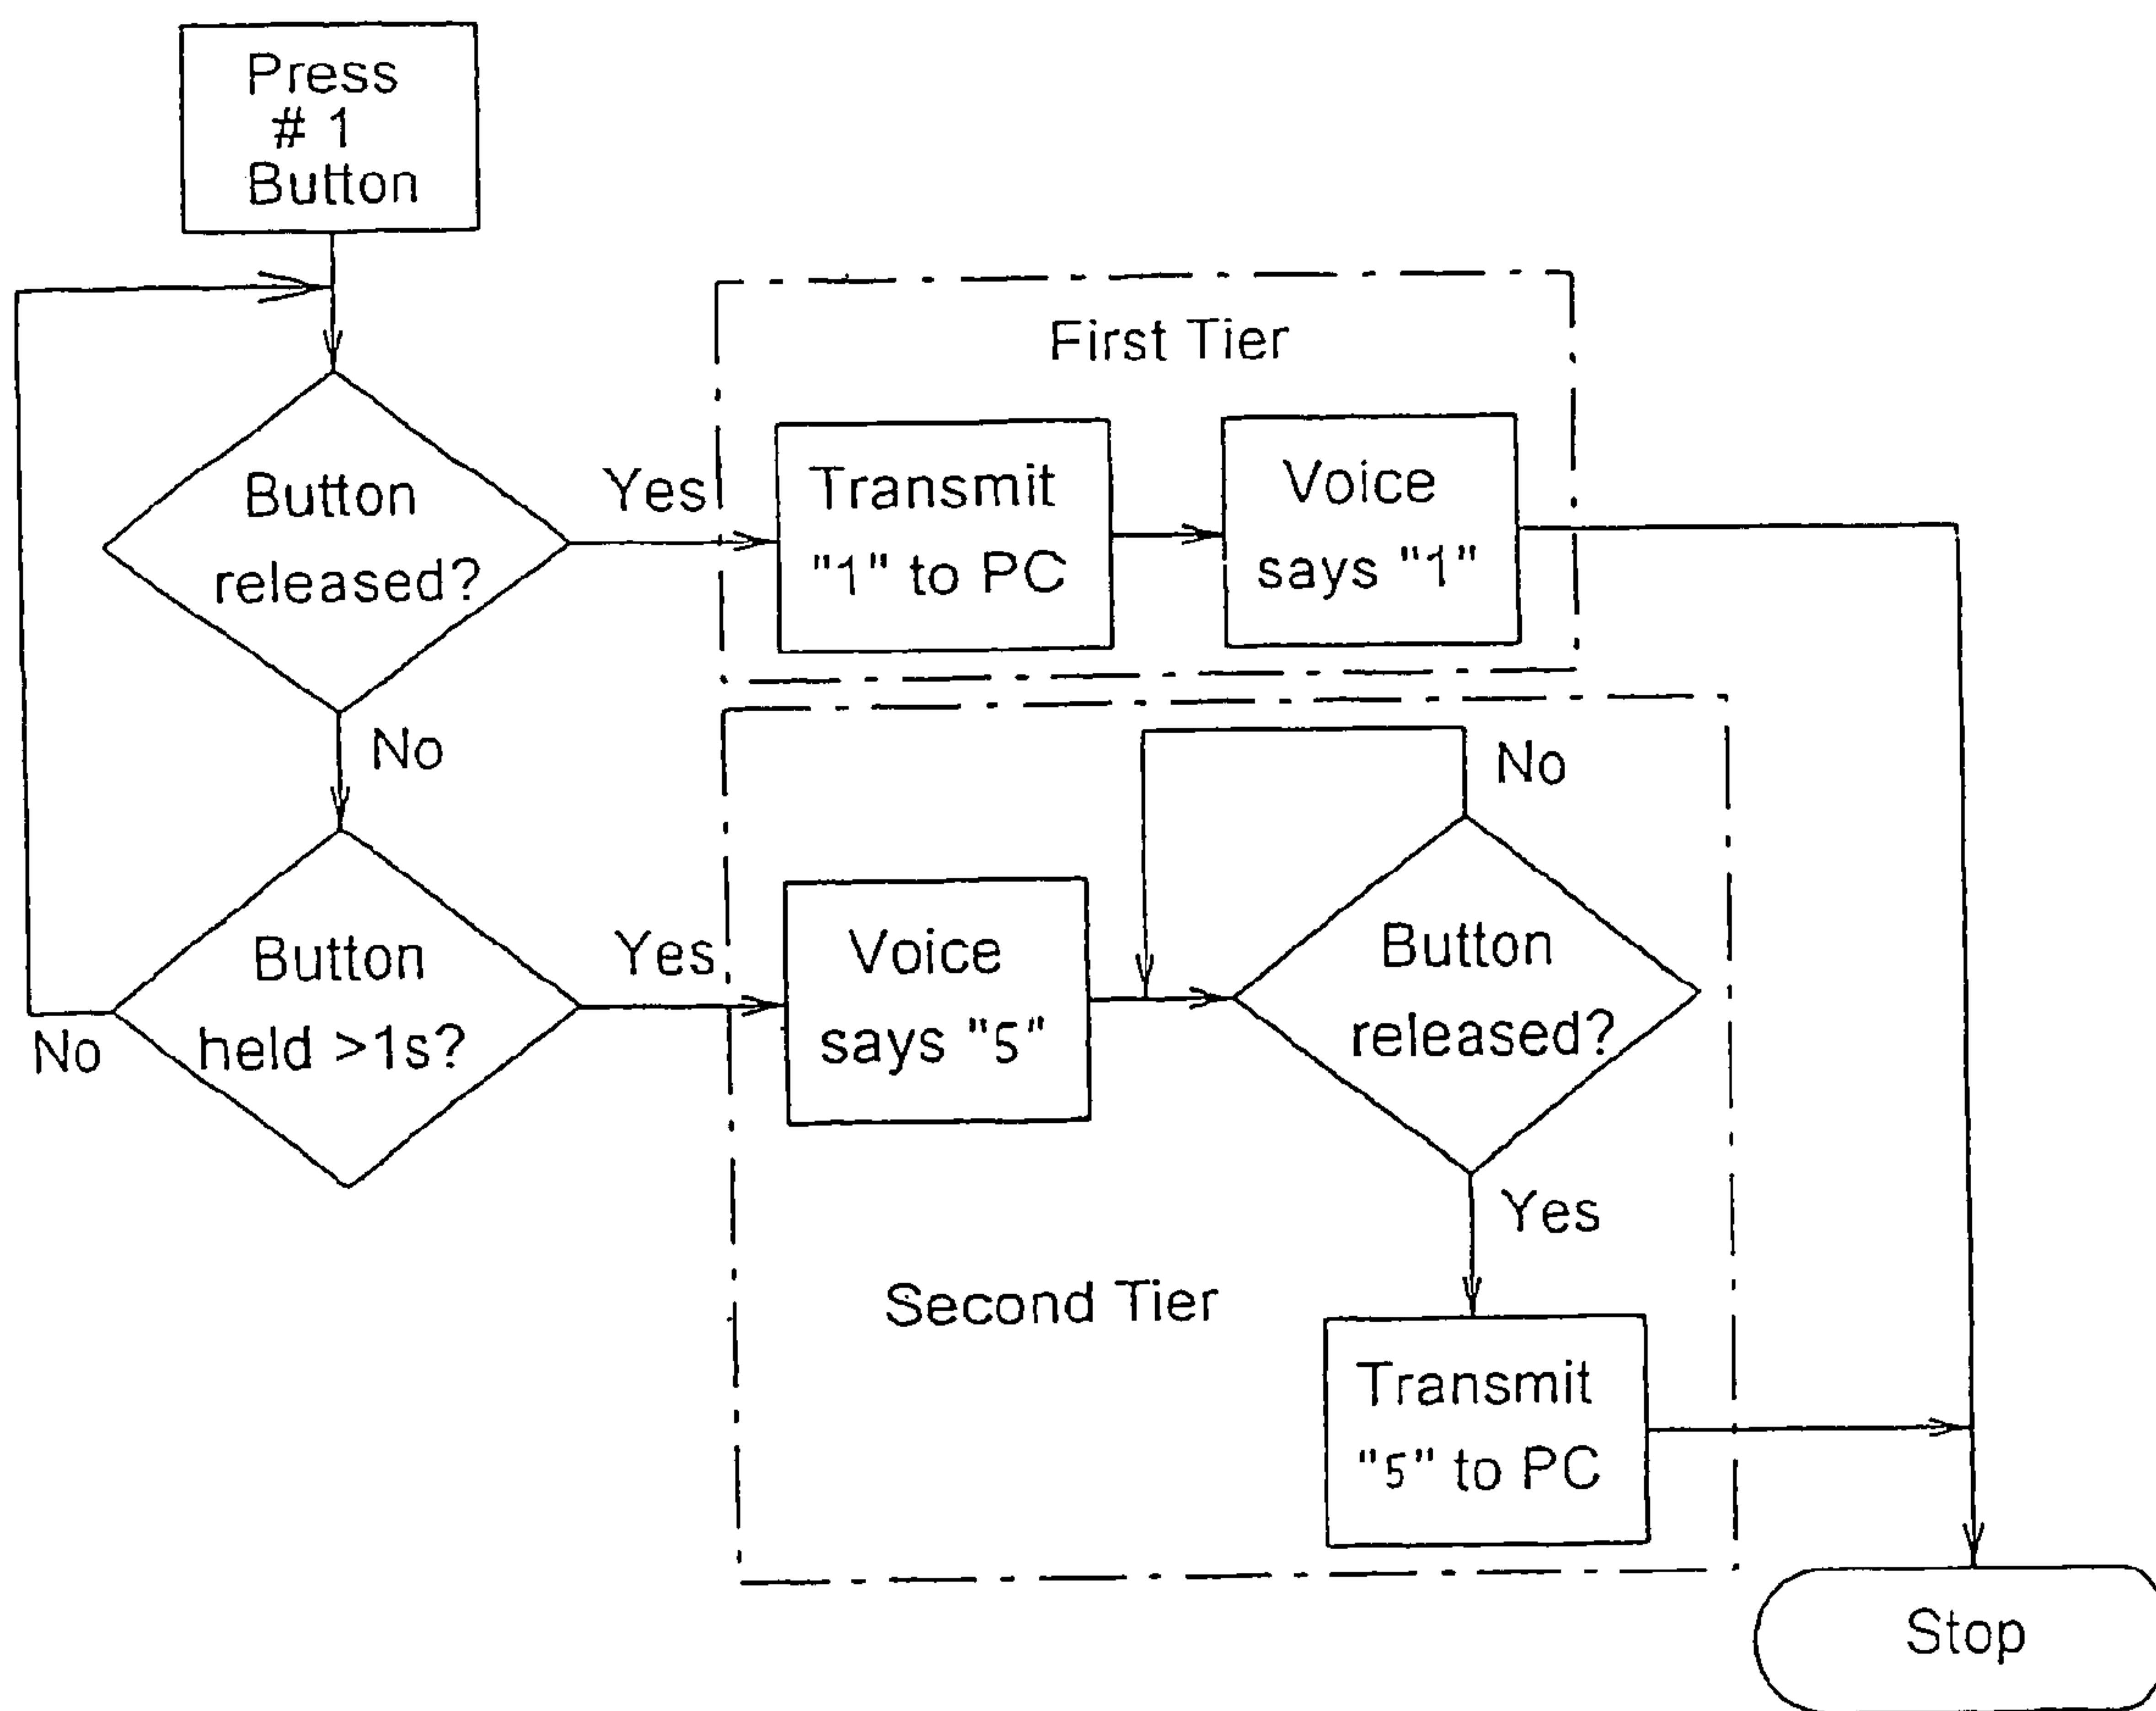 Press
# 1
Button
First Tier
Button
released?
Yes
Transmit
"1" to PC
Voice
says "1"
No
No
Button
held >1s?
No
Yes
Voice
says "5"
Button
released?
Yes
Second Tier
Transmit
"5" to PC
Stop